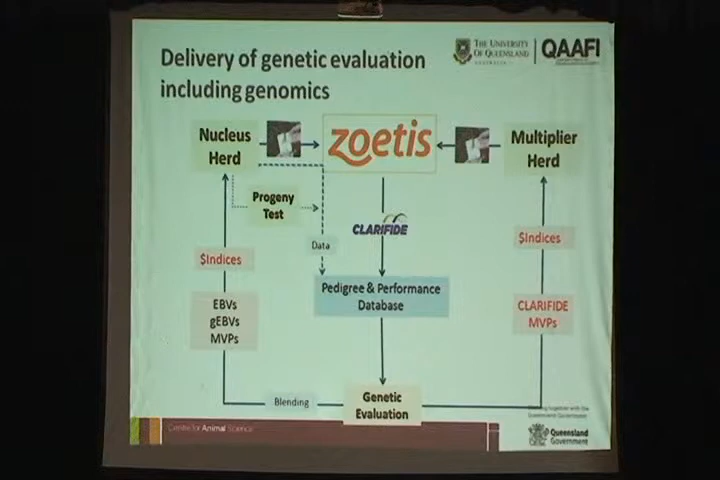 Delivery of genetic evaluation
including genomics
THE UNIVERSITY
OF QUEENSLAND
AUSTRALIA
QAAFI
Nucleus
Herd
zoetis
Multiplier
Herd
Progeny
Test
CLARIFIDE
Data
$Indices
$Indices
Pedigree & Performance
Database
EBVs
gEBVs
MVPs
CLARIFIDE
MVPs
Blending
Genetic
Evaluation
Centre for Animal Science
Queensland
Government